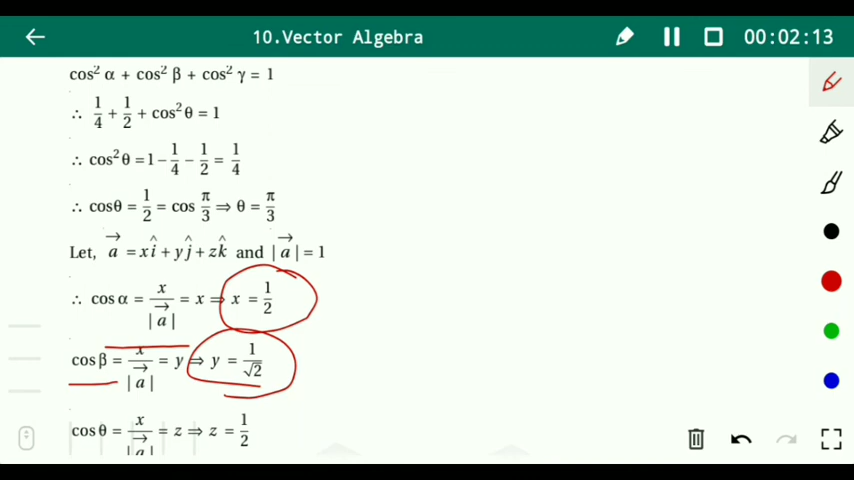 10.Vector Algebra
00:02:13
cos² α + cos² β + cos² γ = 1
∴ 1/4 + 1/2 + cos² θ = 1
∴ cos² θ = 1 − 1/4 − 1/2 = 1/4
∴ cosθ = 1/2 = cos π/3 ⇒ θ = π/3
Let, a⃗ = xî + yĵ + zk̂ and |a⃗| = 1
∴ cos α = x/|a⃗| = x ⇒ x = 1/2
cos β = x/|a⃗| = y ⇒ y = 1/√2
cos θ = x/|a⃗| = z ⇒ z = 1/2